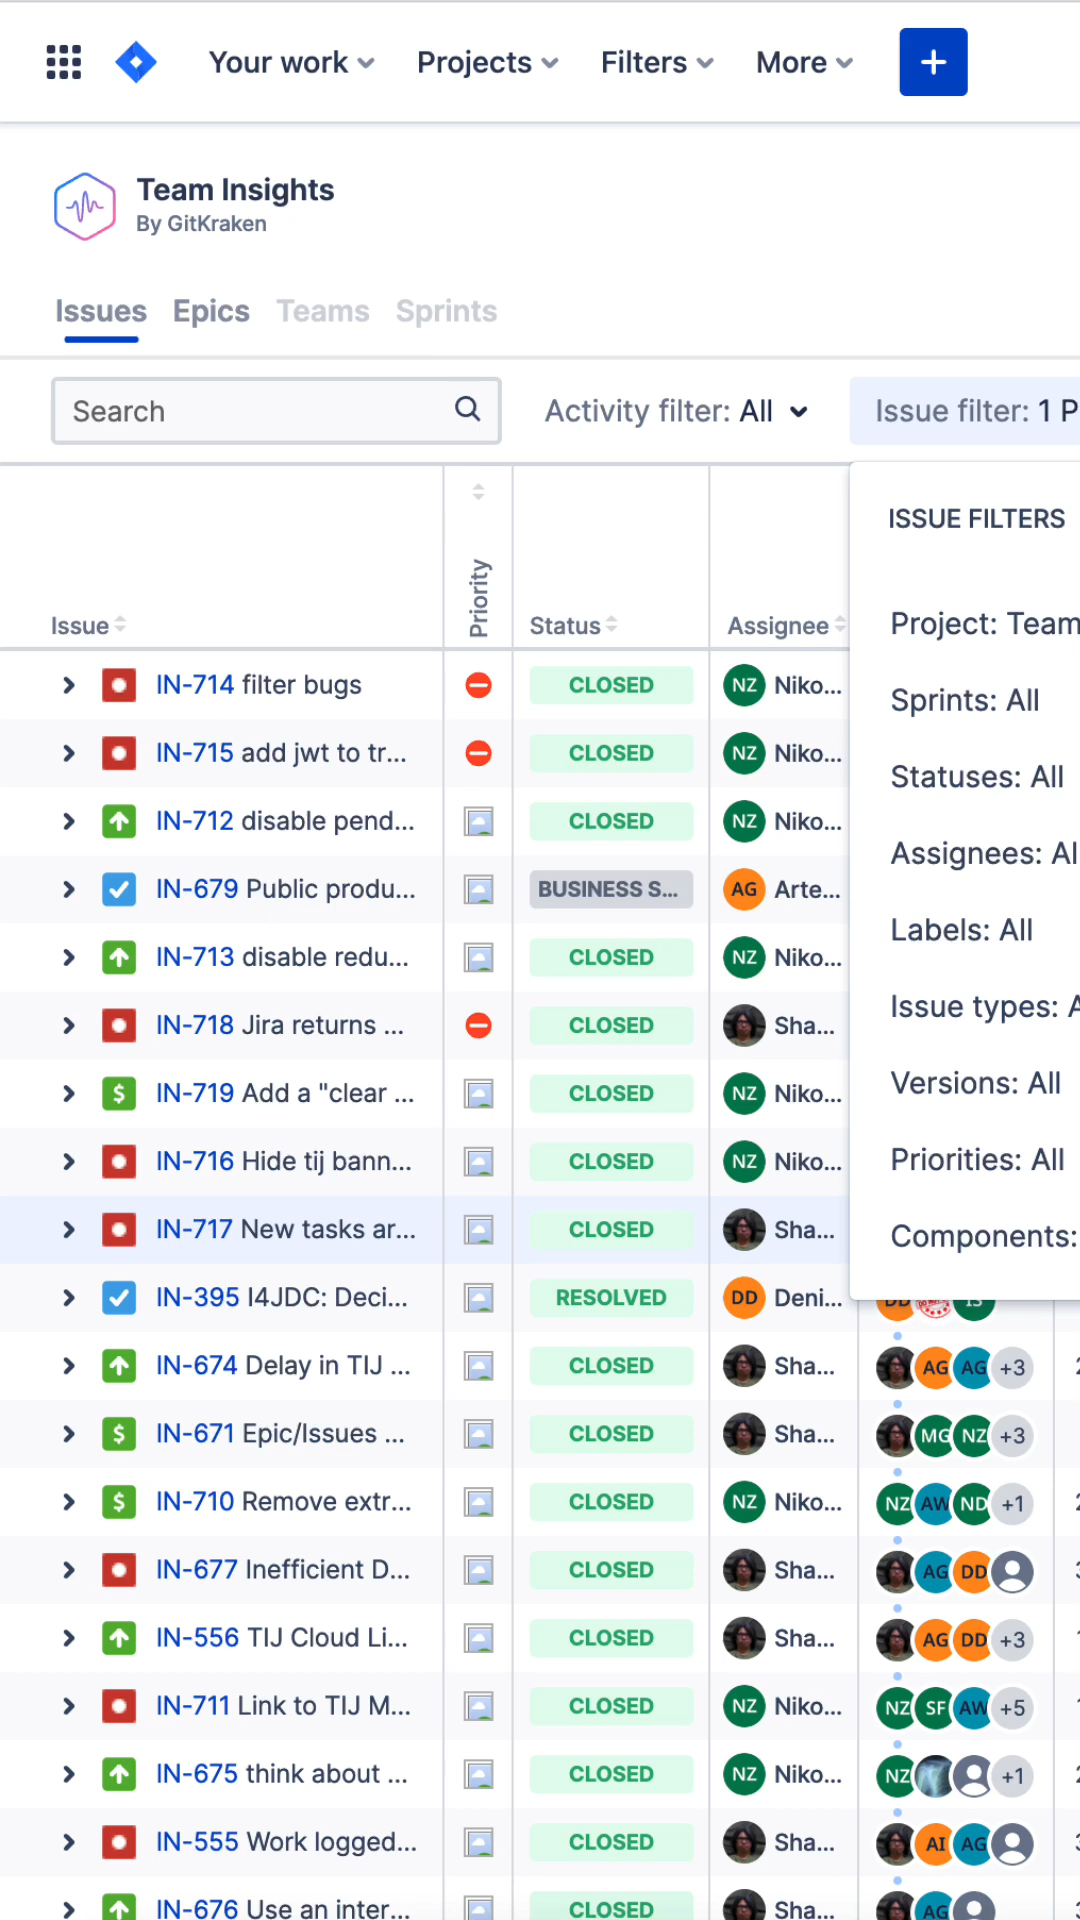 Your work Projects Filters More +
Team Insights
By GitKraken
Issues Epics Teams Sprints
Search Activity filter: All Issue filter: 1 P
ISSUE FILTERS
Project: Team
Sprints: All
Statuses: All
Assignees: Al
Labels: All
Issue types: A
Versions: All
Priorities: All
Components:
Issue Priority Status Assignee
IN-714 filter bugs CLOSED NZ Niko...
IN-715 add jwt to tr... CLOSED NZ Niko...
IN-712 disable pend... CLOSED NZ Niko...
IN-679 Public produ... BUSINESS S... AG Arte...
IN-713 disable redu... CLOSED NZ Niko...
IN-718 Jira returns ... CLOSED Sha...
IN-719 Add a "clear ... CLOSED NZ Niko...
IN-716 Hide tij bann... CLOSED NZ Niko...
IN-717 New tasks ar... CLOSED Sha...
IN-395 I4JDC: Deci... RESOLVED DD Deni... DD IS
IN-674 Delay in TIJ ... CLOSED Sha... AG AG +3
IN-671 Epic/Issues ... CLOSED Sha... MG NZ +3
IN-710 Remove extr... CLOSED NZ Niko... NZ AW ND +1
IN-677 Inefficient D... CLOSED Sha... AG DD
IN-556 TIJ Cloud Li... CLOSED Sha... AG DD +3
IN-711 Link to TIJ M... CLOSED NZ Niko... NZ SF AW +5
IN-675 think about ... CLOSED NZ Niko... NZ +1
IN-555 Work logged... CLOSED Sha... AI AG
IN-676 Use an inter... CLOSED Sha... AG